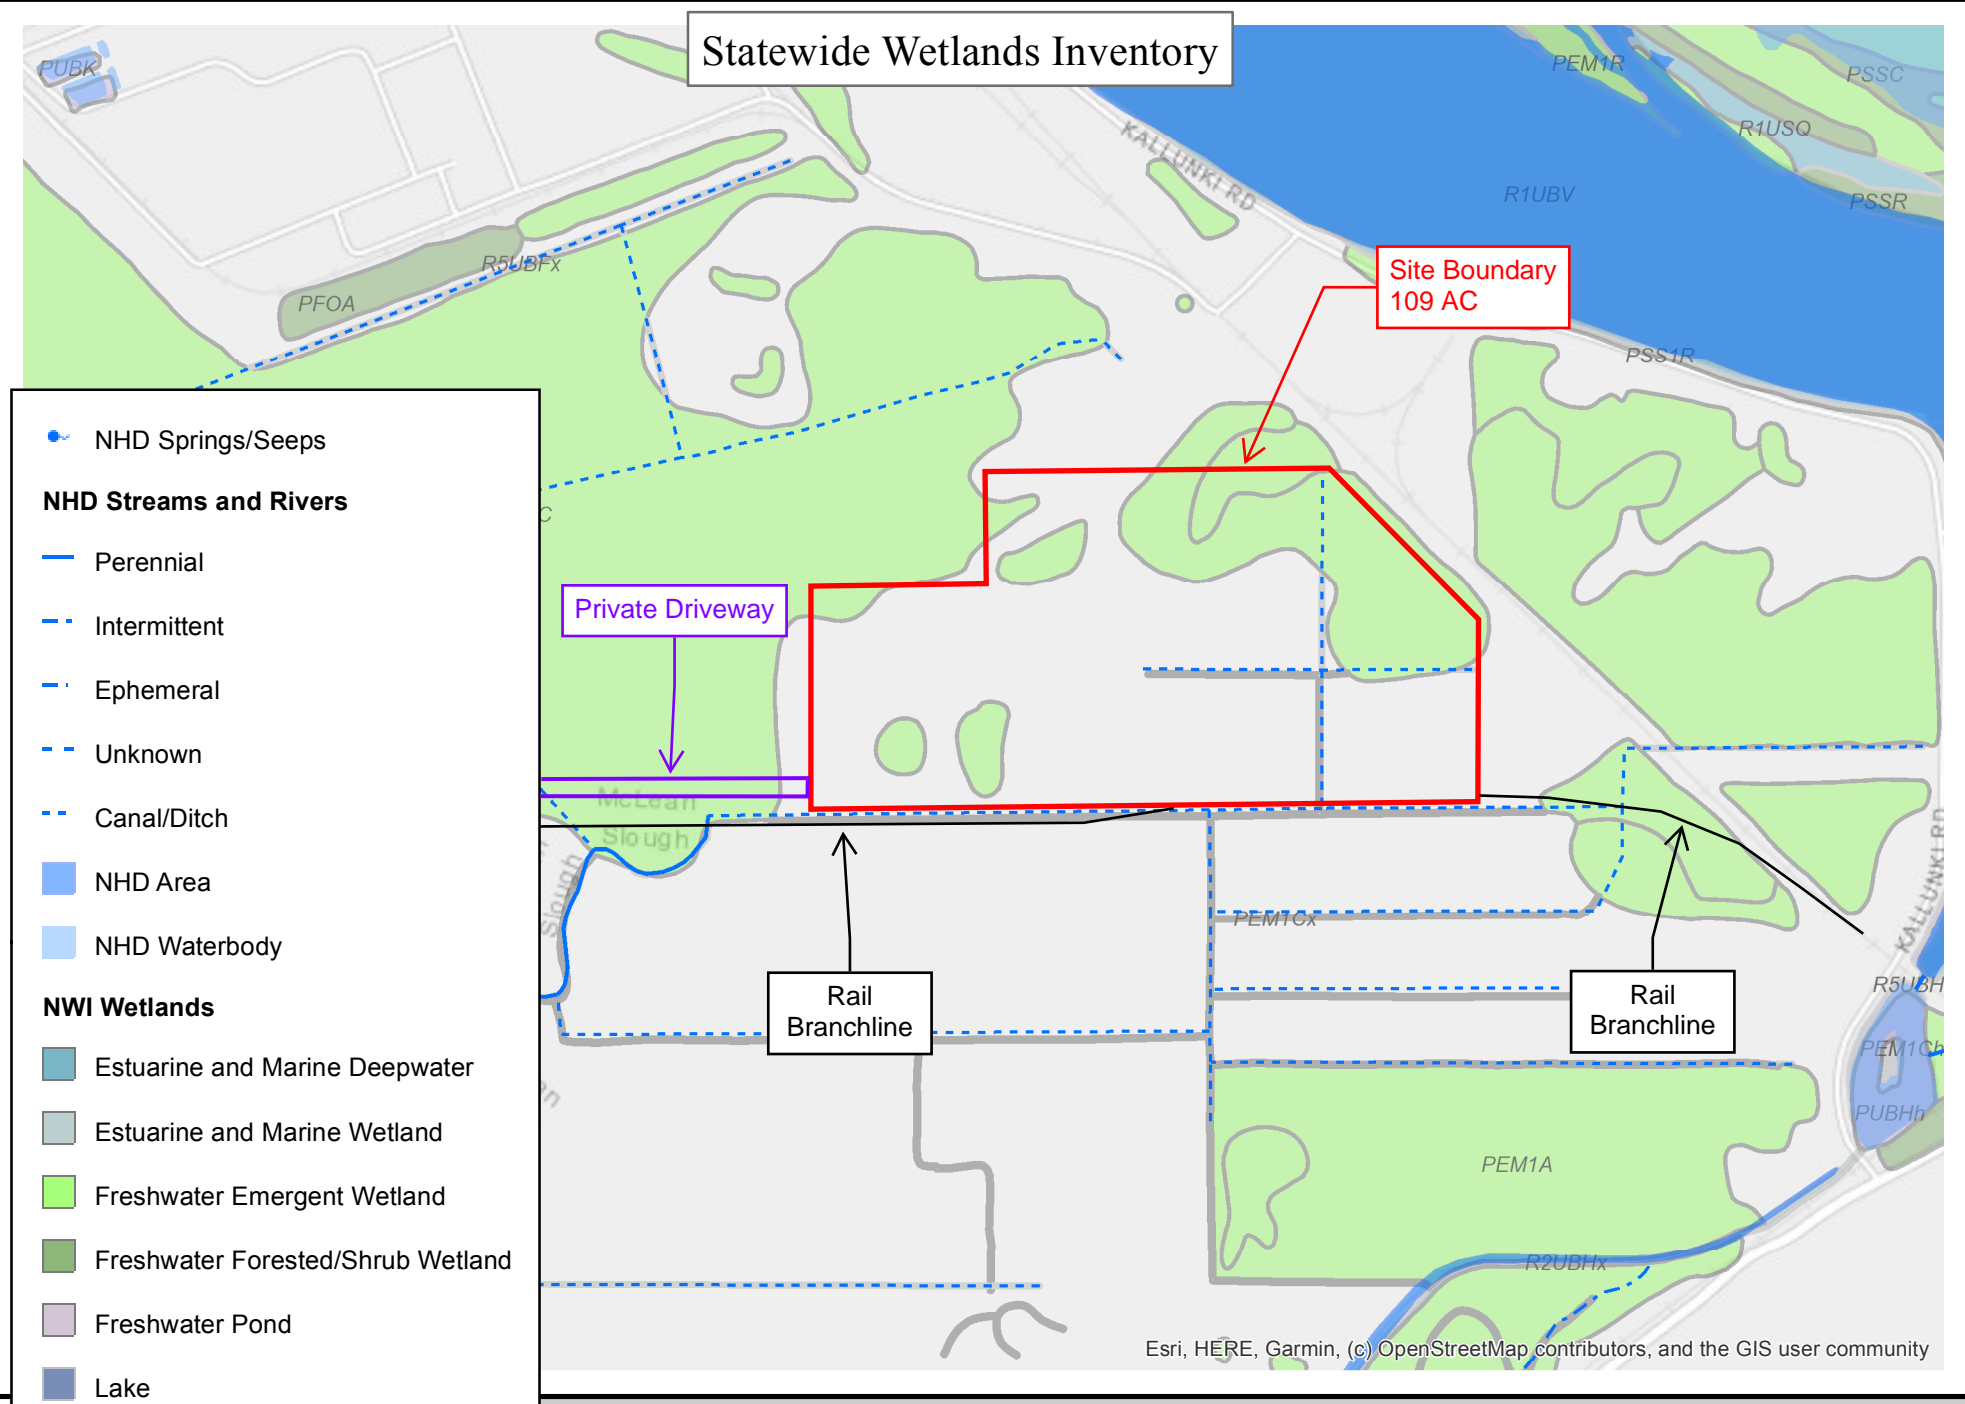 Statewide Wetlands Inventory
PUBK
PEM1R
PSSC
R1USQ
KALLUNKI RD
R1UBV
PSSR
R5UBFx
PFOA
Site Boundary
109 AC
PSS1R
C
Private Driveway
McLean
Slough
Slough
PEM1Cx
KALLUNKI RD
Rail
Branchline
Rail
Branchline
R5UBH
PEM1Ch
PUBHh
PEM1A
R2UBHx
NHD Springs/Seeps
NHD Streams and Rivers
Perennial
Intermittent
Ephemeral
Unknown
Canal/Ditch
NHD Area
NHD Waterbody
NWI Wetlands
Estuarine and Marine Deepwater
Estuarine and Marine Wetland
Freshwater Emergent Wetland
Freshwater Forested/Shrub Wetland
Freshwater Pond
Lake
Esri, HERE, Garmin, (c) OpenStreetMap contributors, and the GIS user community